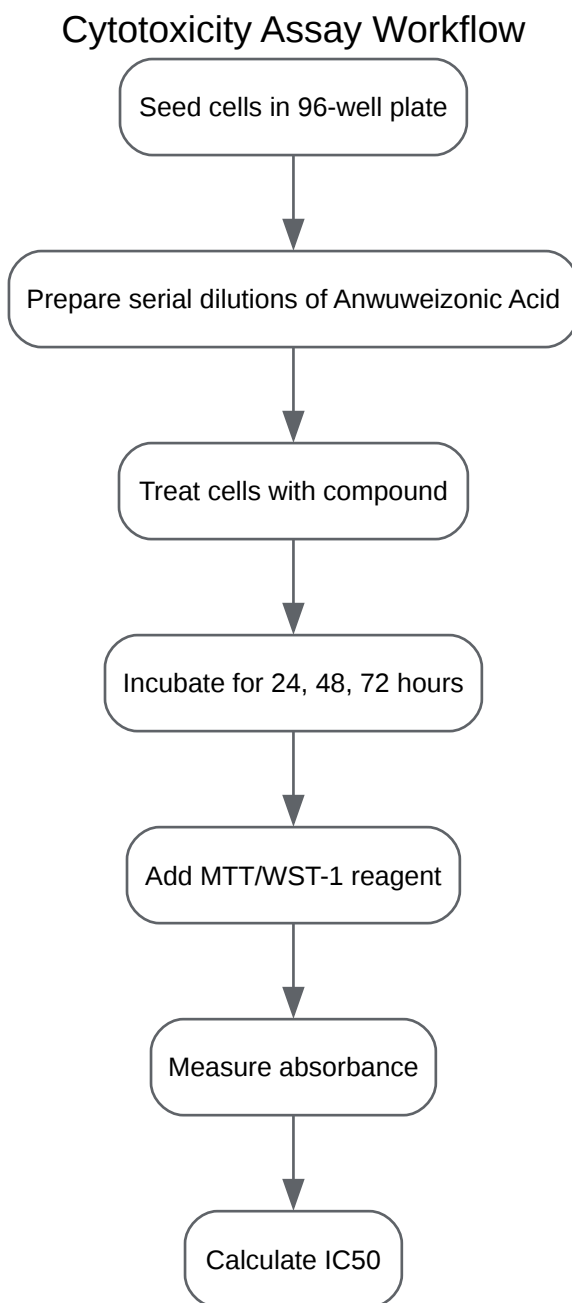 Cytotoxicity Assay Workflow
Seed cells in 96-well plate
Prepare serial dilutions of Anwuweizonic Acid
Treat cells with compound
Incubate for 24, 48, 72 hours
Add MTT/WST-1 reagent
Measure absorbance
Calculate IC50